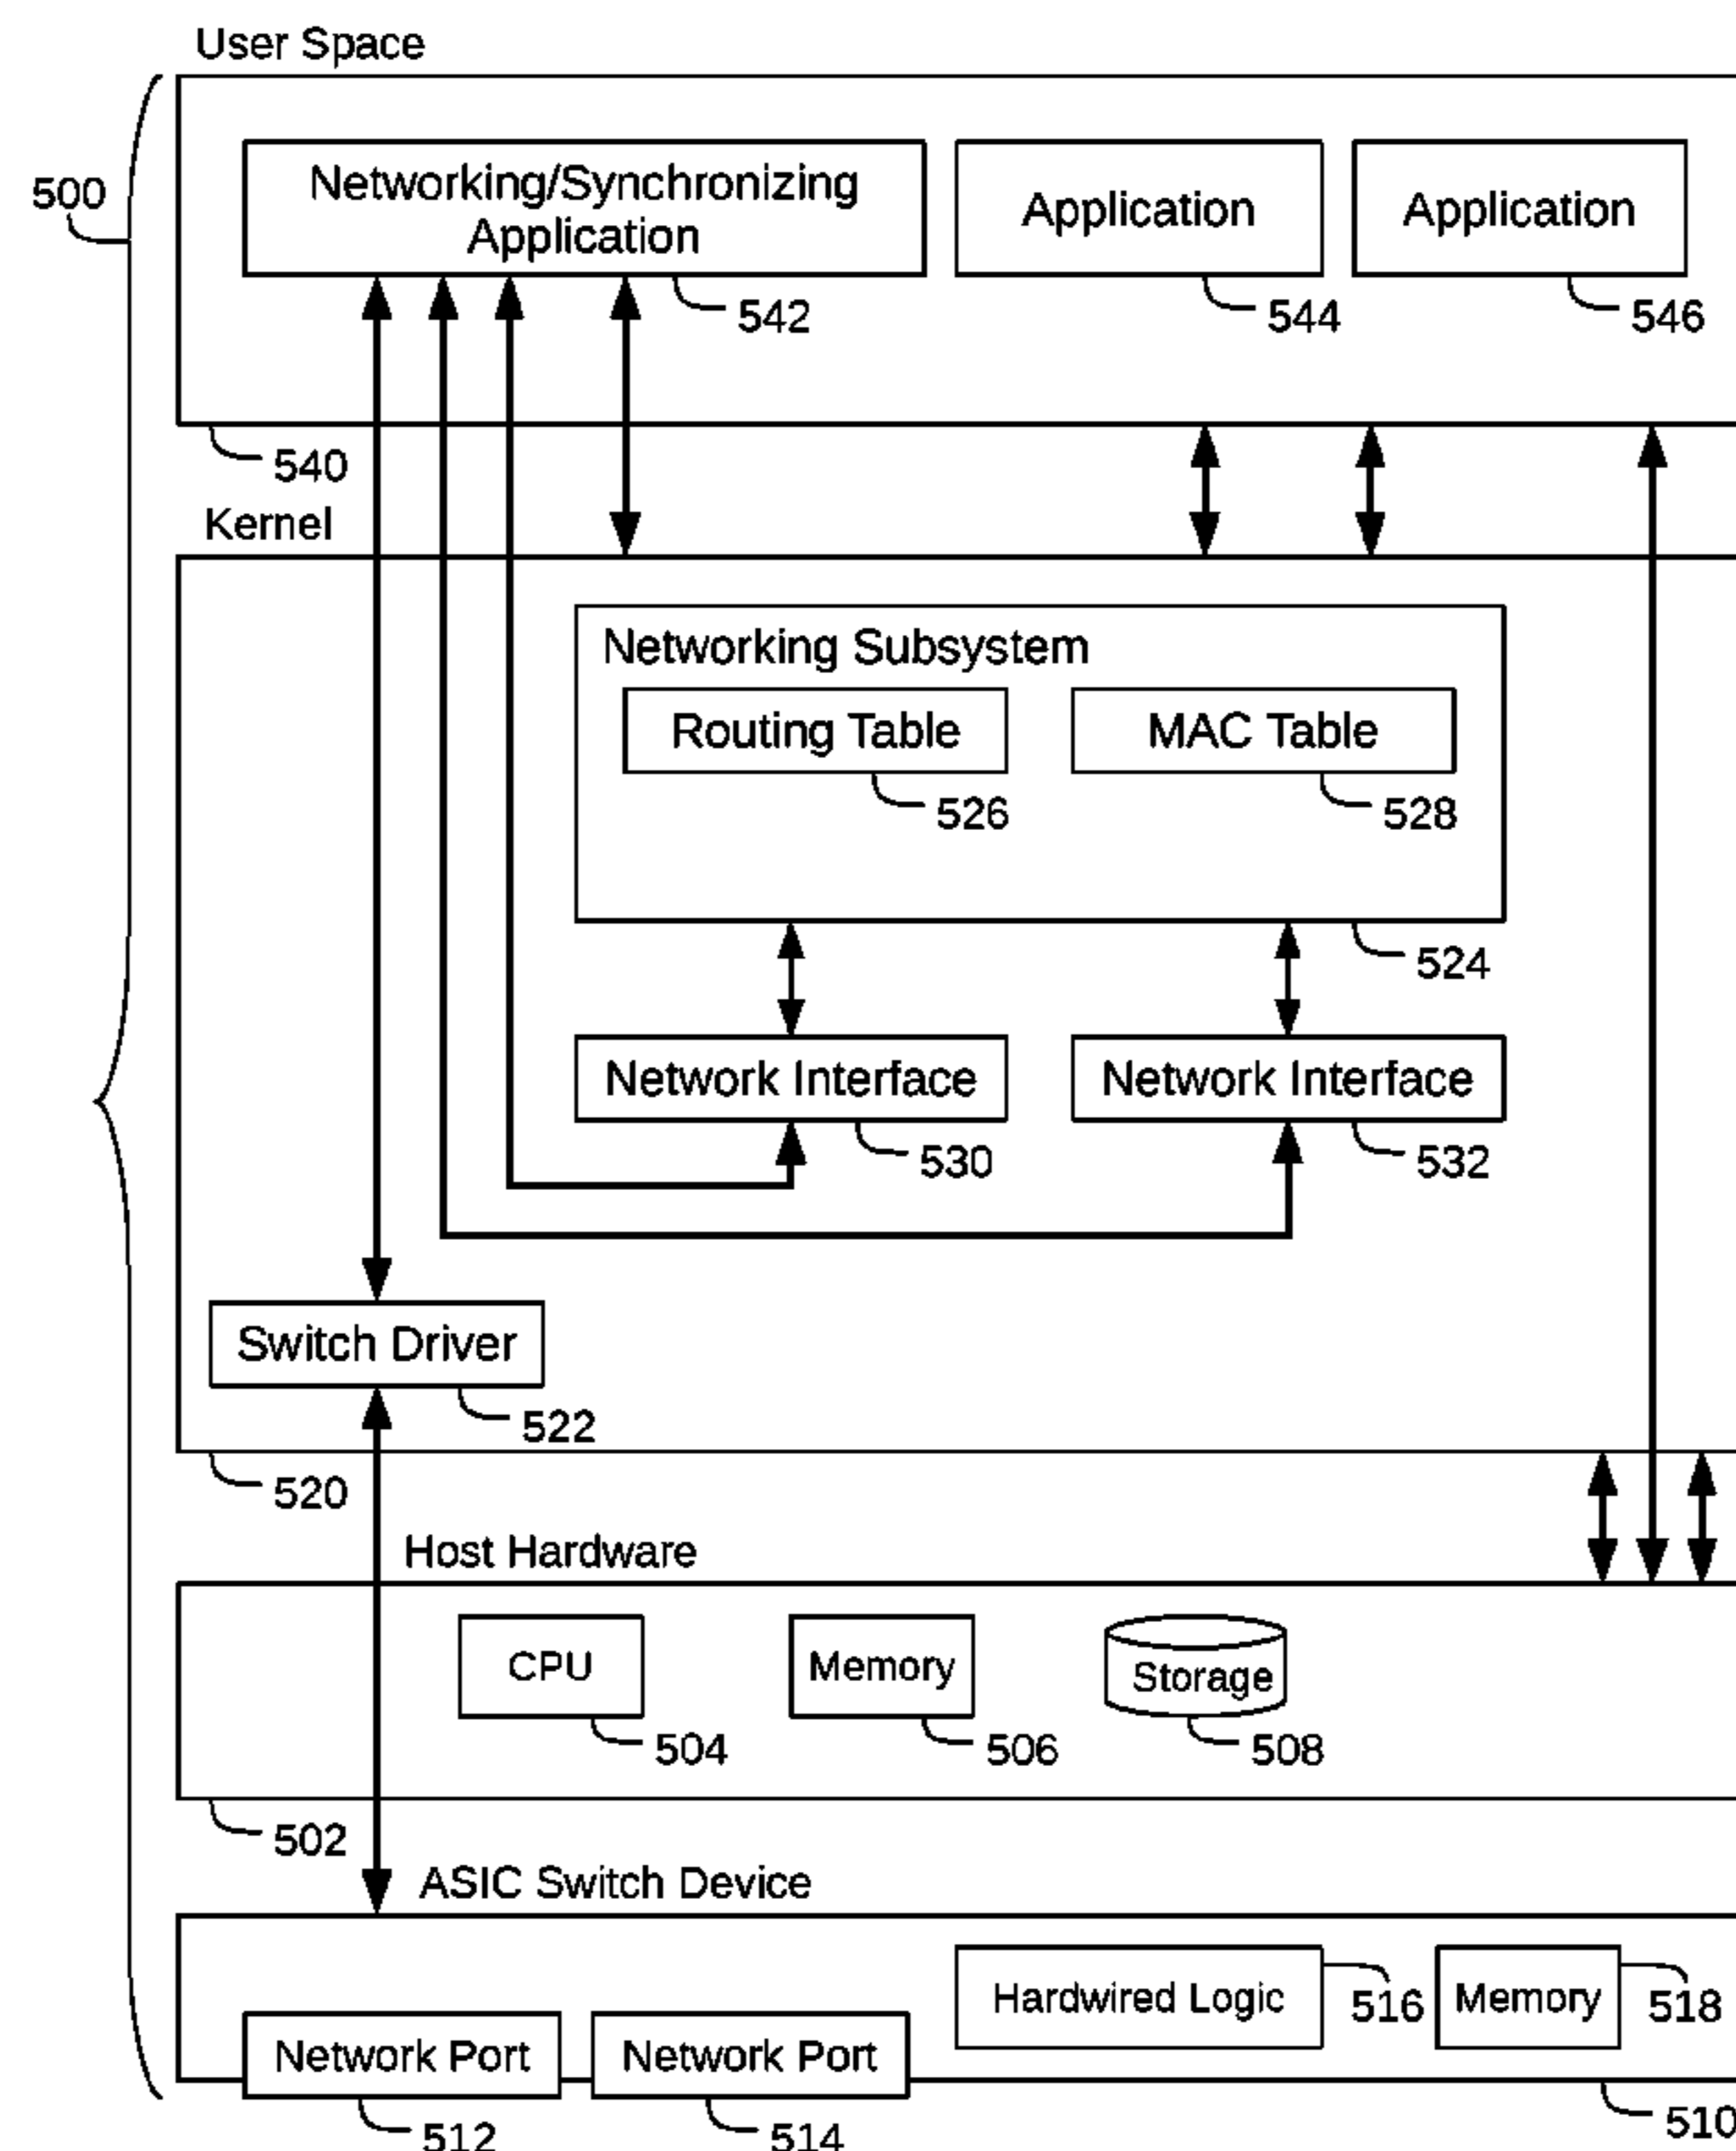 User Space
500
Networking/Synchronizing
Application
Application
Application
542
544
546
540
Kernel
Networking Subsystem
Routing Table
MAC Table
526
528
524
Network Interface
Network Interface
530
532
Switch Driver
522
520
Host Hardware
CPU
Memory
Storage
504
506
508
502
ASIC Switch Device
Hardwired Logic
516
Memory
518
Network Port
Network Port
512
514
510